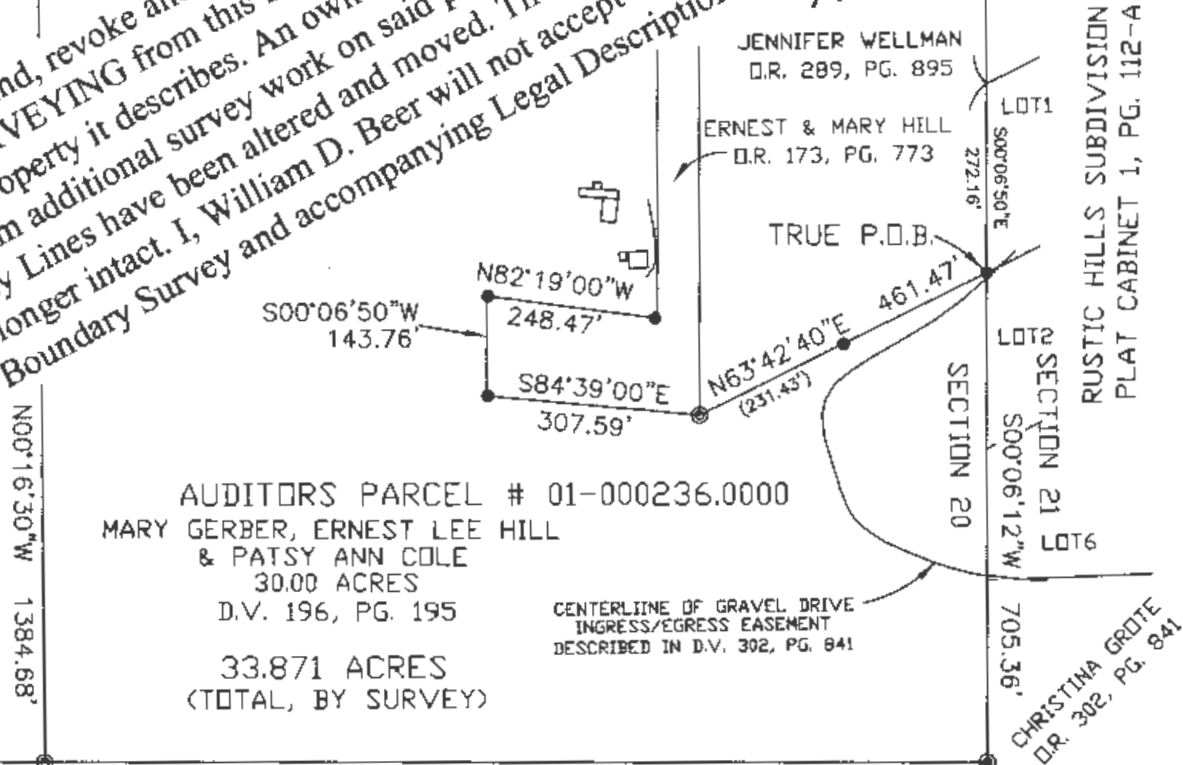 nd, revoke and
VEYING from this
operty it describes. An own
m additional survey work on said p
y Lines have been altered and moved. Th
longer intact. I, William D. Beer will not accept
Boundary Survey and accompanying Legal Description
JENNIFER WELLMAN
O.R. 289, PG. 895
ERNEST & MARY HILL
O.R. 173, PG. 773
LOT1
S00°06'50"E
272.16'
RUSTIC HILLS SUBDIVISION
PLAT CABINET 1, PG. 112-A
TRUE P.O.B.
N82°19'00"W
248.47'
S00°06'50"W
143.76'
S84°39'00"E
307.59'
N63°42'40"E
461.47'
(231.43')
LOT2
SECTION 20
SECTION 21
S00°06'12"W
705.36'
LOT6
N00°16'30"W
1384.68'
AUDITORS PARCEL # 01-000236.0000
MARY GERBER, ERNEST LEE HILL
& PATSY ANN COLE
30.00 ACRES
D.V. 196, PG. 195
33.871 ACRES
(TOTAL, BY SURVEY)
CENTERLIINE OF GRAVEL DRIVE
INGRESS/EGRESS EASEMENT
DESCRIBED IN D.V. 302, PG. 841
CHRISTINA GROTE
O.R. 302, PG. 841